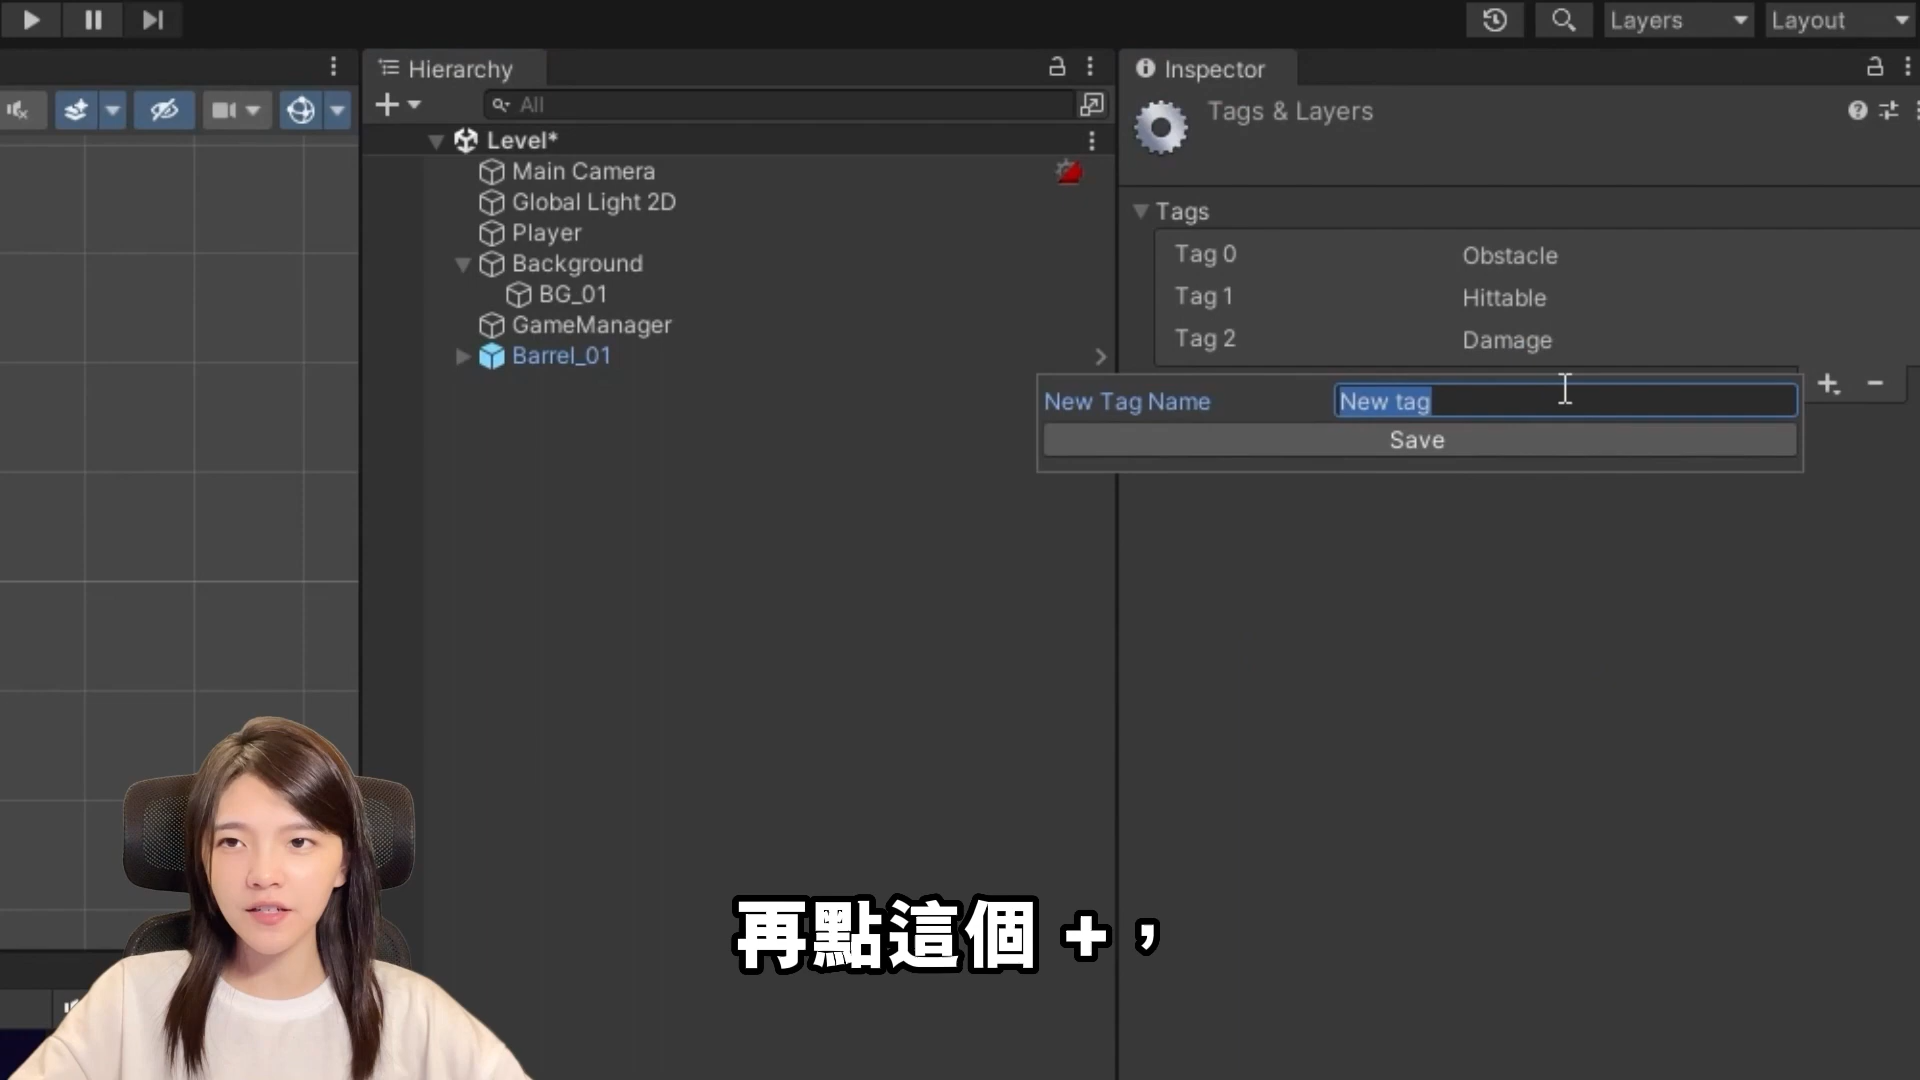 Layers
Layout
Hierarchy
Inspector
All
Tags & Layers
Level*
Main Camera
Global Light 2D
Player
Background
BG_01
GameManager
Barrel_01
Tags
Tag 0 Obstacle
Tag 1 Hittable
Tag 2 Damage
New Tag Name New tag
Save
再點這個 +，